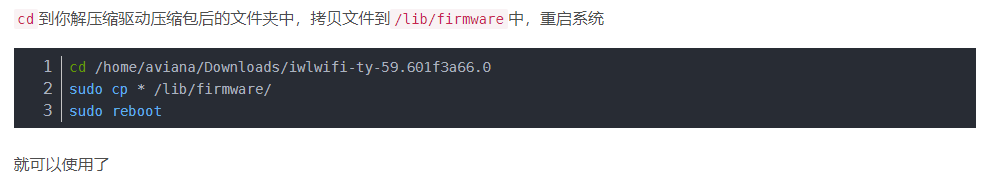 cd 到你解压缩驱动压缩包后的文件夹中，拷贝文件到 /lib/firmware 中，重启系统
1 cd /home/aviana/Downloads/iwlwifi-ty-59.601f3a66.0
2 sudo cp * /lib/firmware/
3 sudo reboot
就可以使用了